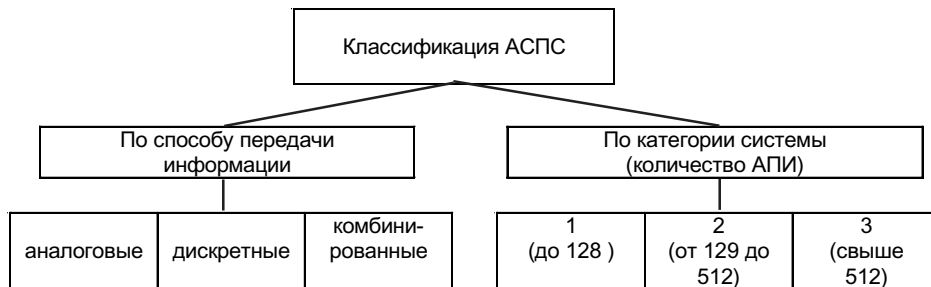 Классификация АСПС
По способу передачи
информации
По категории системы
(количество АПИ)
аналоговые
дискретные
комбини-
рованные
1
(до 128 )
2
(от 129 до
512)
3
(свыше
512)